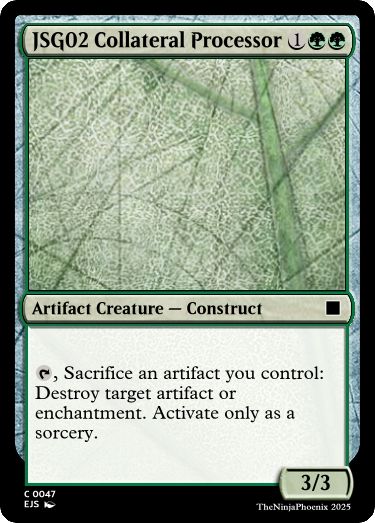 JSG02 Collateral Processor 1
Artifact Creature — Construct
, Sacrifice an artifact you control:
Destroy target artifact or
enchantment. Activate only as a
sorcery.
3/3
C 0047
EJS
TheNinjaPhoenix 2025